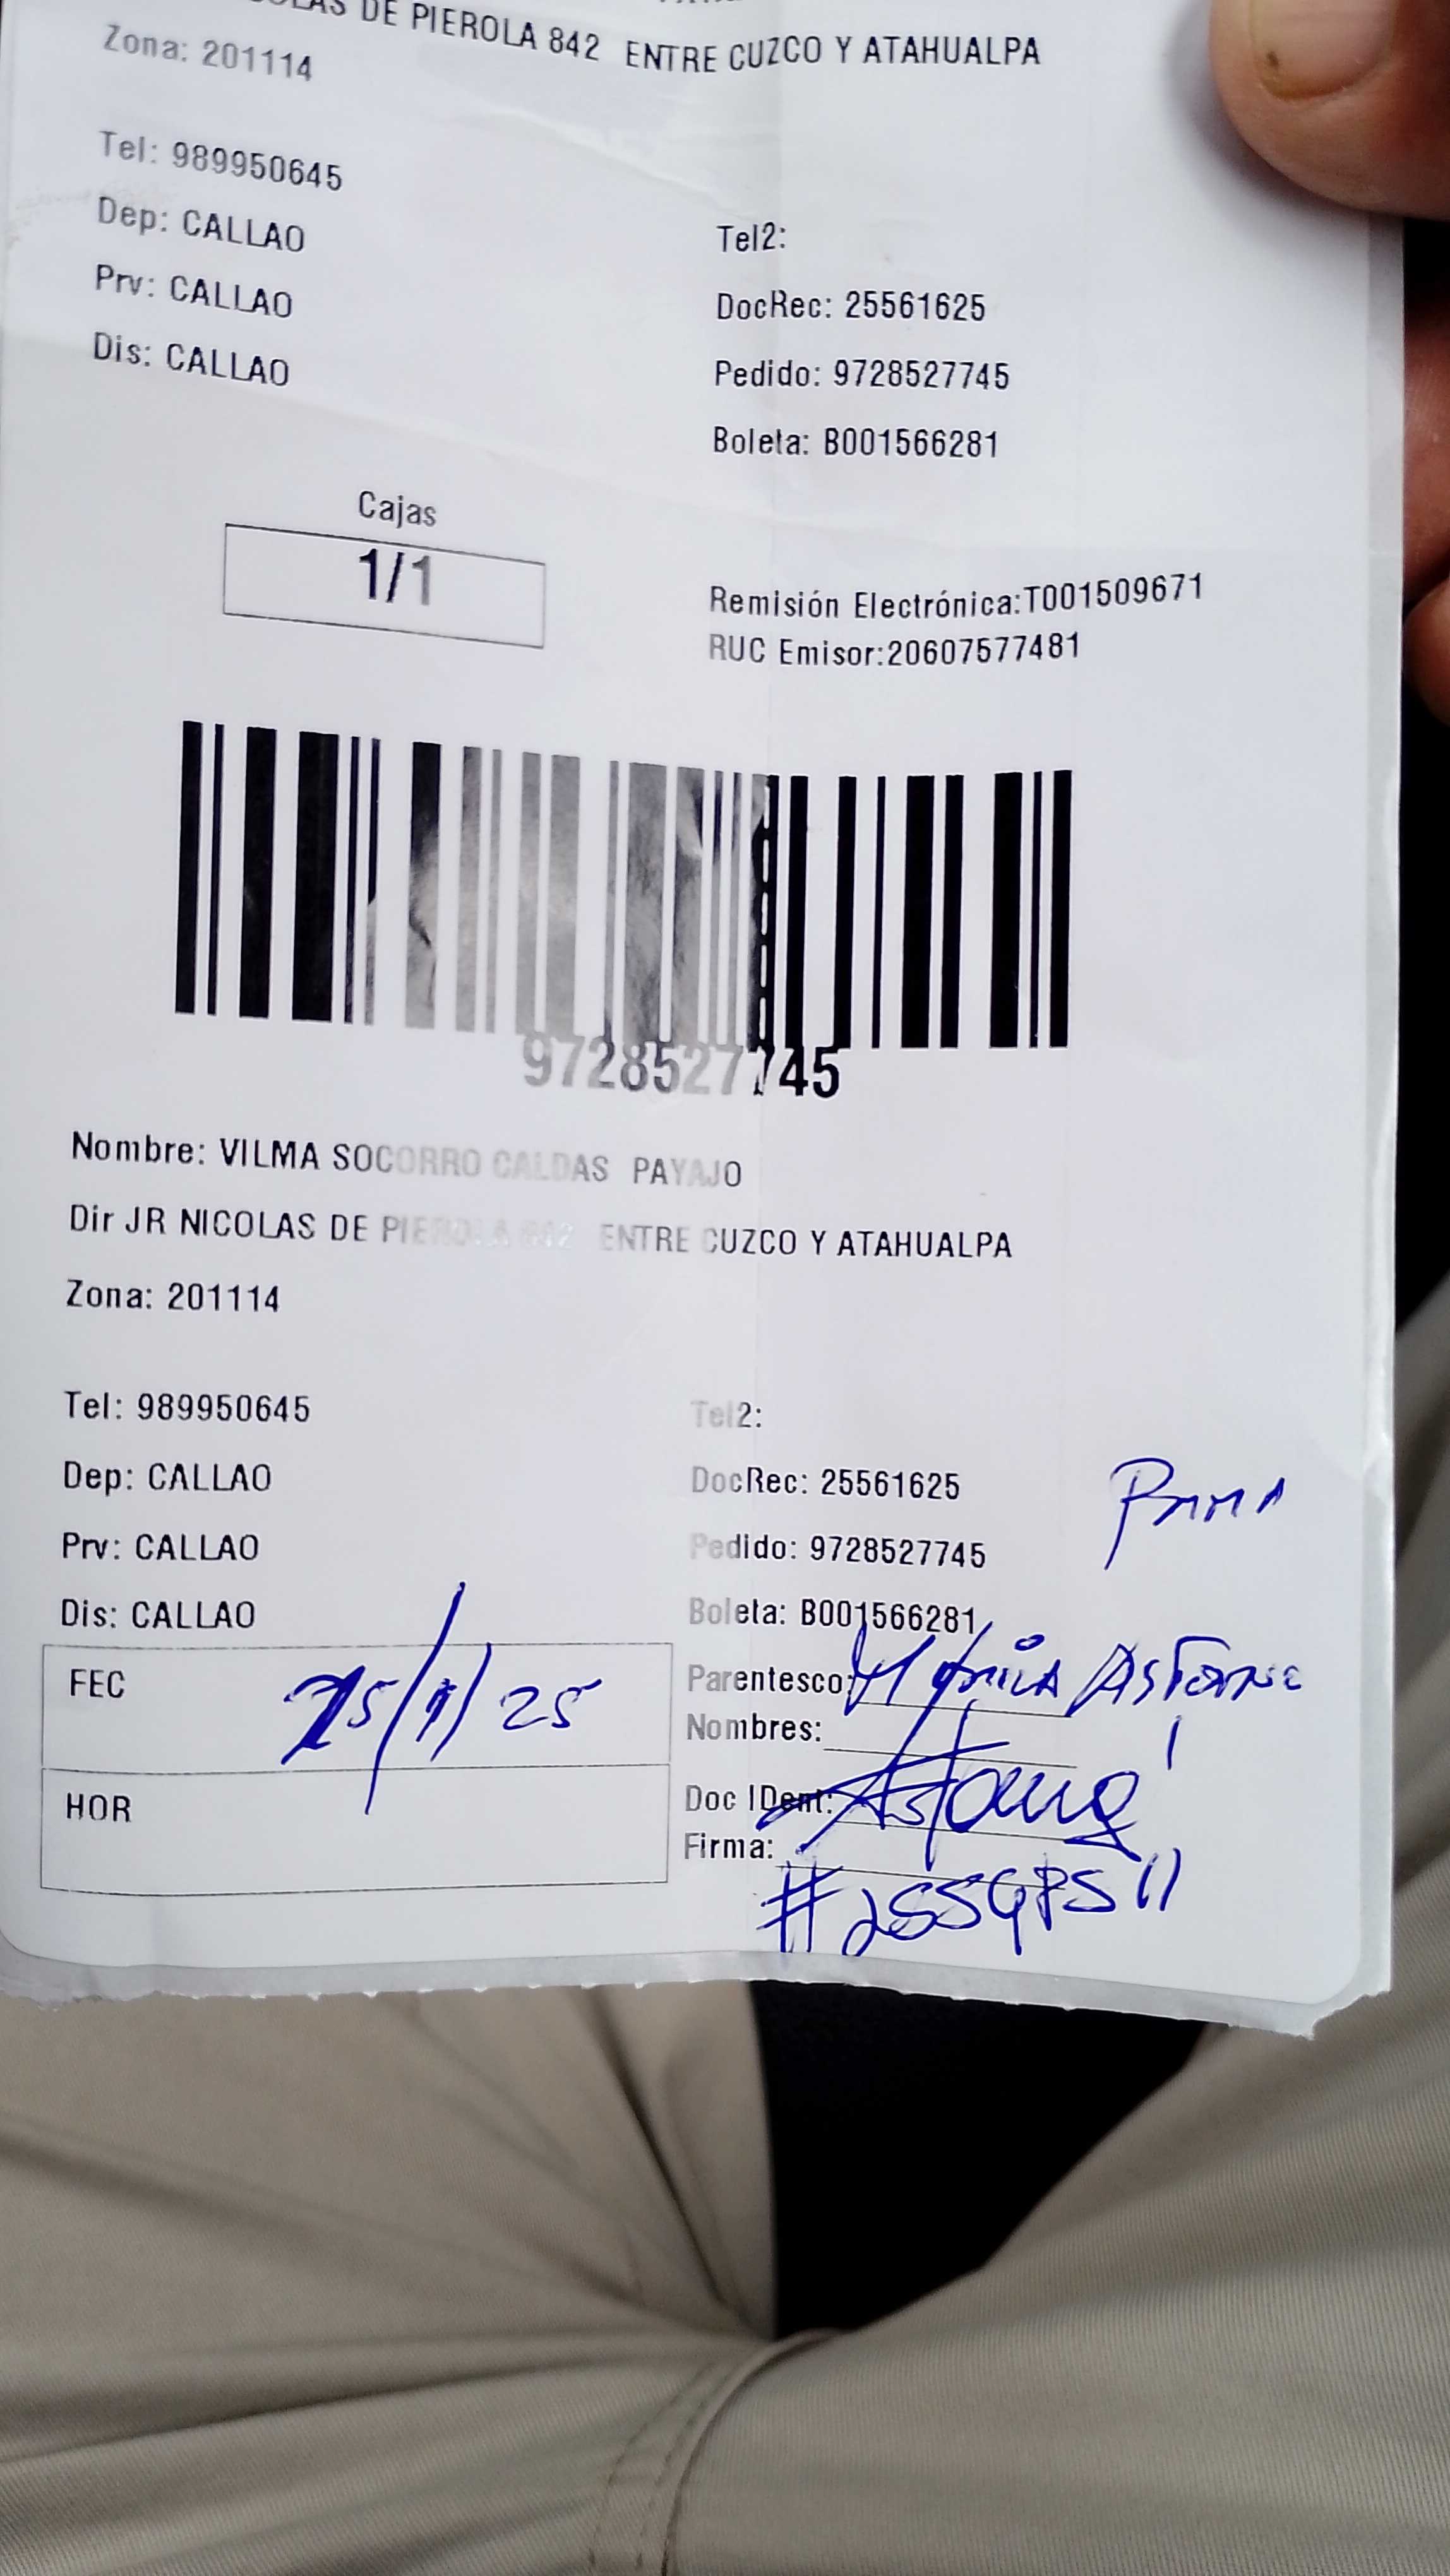 DE PIEROLA 842 ENTRE CUZCO Y ATAHUALPA
Zona: 201114
Tel: 989950645
Dep: CALLAO
Prv: CALLAO
Dis: CALLAO
Tel2:
DocRec: 25561625
Pedido: 9728527745
Boleta: B001566281
Cajas
1/1
Remisión Electrónica:T001509671
RUC Emisor:20607577481
9728527745
Nombre: VILMA SOCORRO CALDAS PAYAJO
Dir JR NICOLAS DE PIEROLA 842 ENTRE CUZCO Y ATAHUALPA
Zona: 201114
Tel: 989950645
Dep: CALLAO
Prv: CALLAO
Dis: CALLAO
Tel2:
DocRec: 25561625
Pedido: 9728527745
Boleta: B001566281
FEC
HOR
Parentesco:
Nombres:
Doc IDent:
Firma: